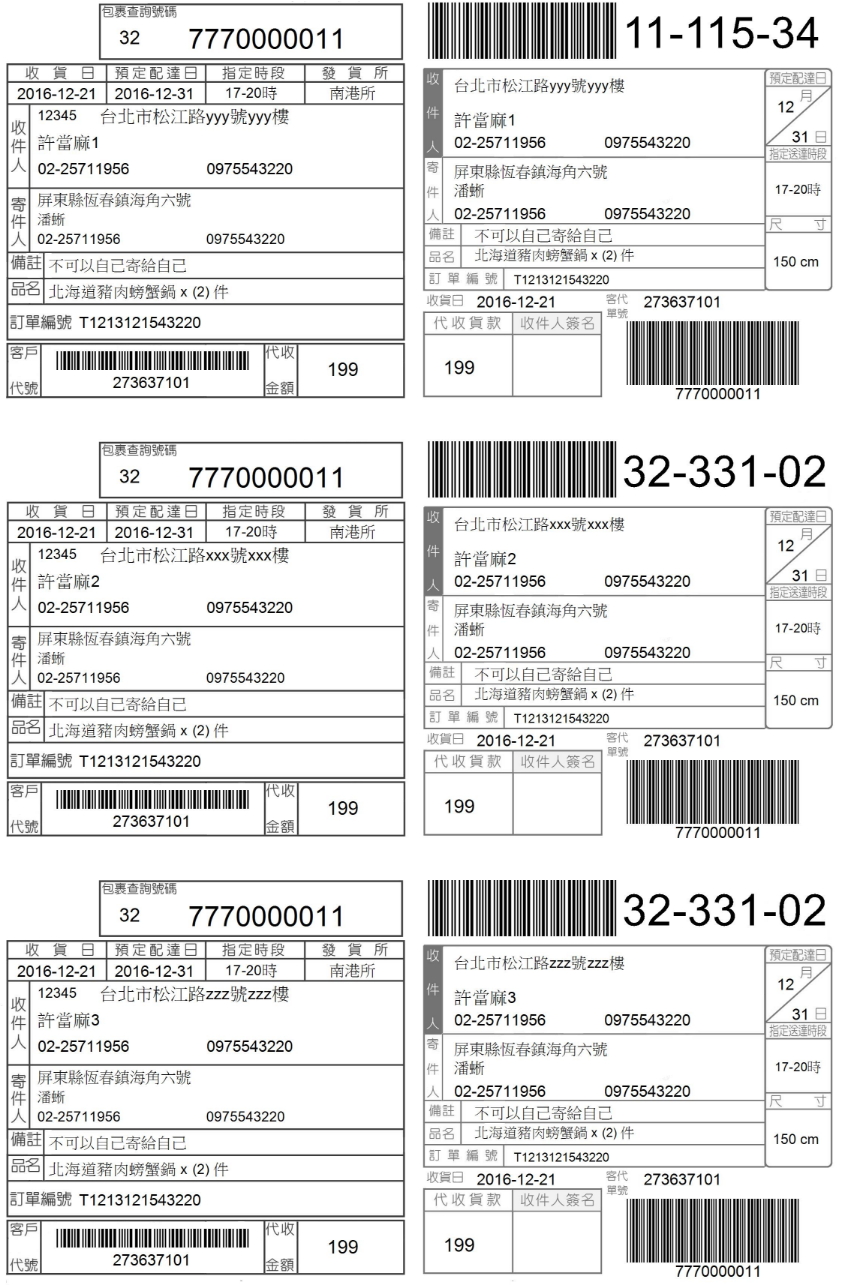 包裹查詢號碼
32 7770000011
收貨日 預定配達日 指定時段 發貨所
2016-12-21 2016-12-31 17-20時 南港所
收件人
12345 台北市松江路yyy號yyy樓
許當麻1
02-25711956 0975543220
寄件人
屏東縣恆春鎮海角六號
潘蜥
02-25711956 0975543220
備註 不可以自己寄給自己
品名 北海道豬肉螃蟹鍋 x (2) 件
訂單編號 T1213121543220
客戶代號 273637101
代收金額 199
11-115-34
收件人
台北市松江路yyy號yyy樓
許當麻1
02-25711956 0975543220
寄件人
屏東縣恆春鎮海角六號
潘蜥
02-25711956 0975543220
備註 不可以自己寄給自己
品名 北海道豬肉螃蟹鍋 x (2) 件
訂單編號 T1213121543220
預定配達日
12 月
31 日
指定送達時段
17-20時
尺寸
150 cm
收貨日 2016-12-21 客代 273637101
單號
代收貨款 收件人簽名
199
7770000011
包裹查詢號碼
32 7770000011
收貨日 預定配達日 指定時段 發貨所
2016-12-21 2016-12-31 17-20時 南港所
收件人
12345 台北市松江路xxx號xxx樓
許當麻2
02-25711956 0975543220
寄件人
屏東縣恆春鎮海角六號
潘蜥
02-25711956 0975543220
備註 不可以自己寄給自己
品名 北海道豬肉螃蟹鍋 x (2) 件
訂單編號 T1213121543220
客戶代號 273637101
代收金額 199
32-331-02
收件人
台北市松江路xxx號xxx樓
許當麻2
02-25711956 0975543220
寄件人
屏東縣恆春鎮海角六號
潘蜥
02-25711956 0975543220
備註 不可以自己寄給自己
品名 北海道豬肉螃蟹鍋 x (2) 件
訂單編號 T1213121543220
預定配達日
12 月
31 日
指定送達時段
17-20時
尺寸
150 cm
收貨日 2016-12-21 客代 273637101
單號
代收貨款 收件人簽名
199
7770000011
包裹查詢號碼
32 7770000011
收貨日 預定配達日 指定時段 發貨所
2016-12-21 2016-12-31 17-20時 南港所
收件人
12345 台北市松江路zzz號zzz樓
許當麻3
02-25711956 0975543220
寄件人
屏東縣恆春鎮海角六號
潘蜥
02-25711956 0975543220
備註 不可以自己寄給自己
品名 北海道豬肉螃蟹鍋 x (2) 件
訂單編號 T1213121543220
客戶代號 273637101
代收金額 199
32-331-02
收件人
台北市松江路zzz號zzz樓
許當麻3
02-25711956 0975543220
寄件人
屏東縣恆春鎮海角六號
潘蜥
02-25711956 0975543220
備註 不可以自己寄給自己
品名 北海道豬肉螃蟹鍋 x (2) 件
訂單編號 T1213121543220
預定配達日
12 月
31 日
指定送達時段
17-20時
尺寸
150 cm
收貨日 2016-12-21 客代 273637101
單號
代收貨款 收件人簽名
199
7770000011